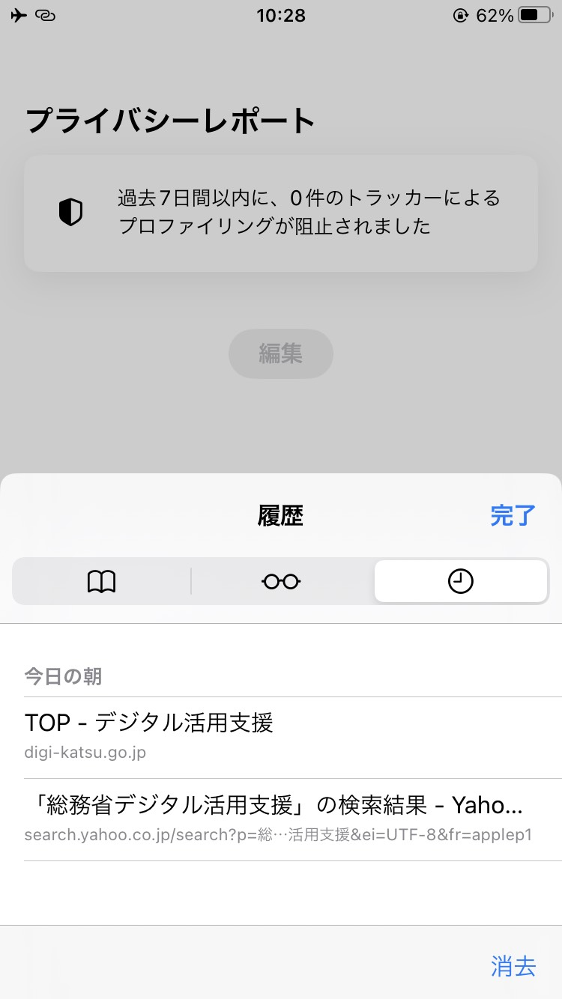 10:28
62%
プライバシーレポート
過去7日間以内に、0件のトラッカーによる
プロファイリングが阻止されました
編集
履歴
完了
今日の朝
TOP - デジタル活用支援
digi-katsu.go.jp
「総務省デジタル活用支援」の検索結果 - Yaho...
search.yahoo.co.jp/search?p=総…活用支援&ei=UTF-8&fr=applep1
消去